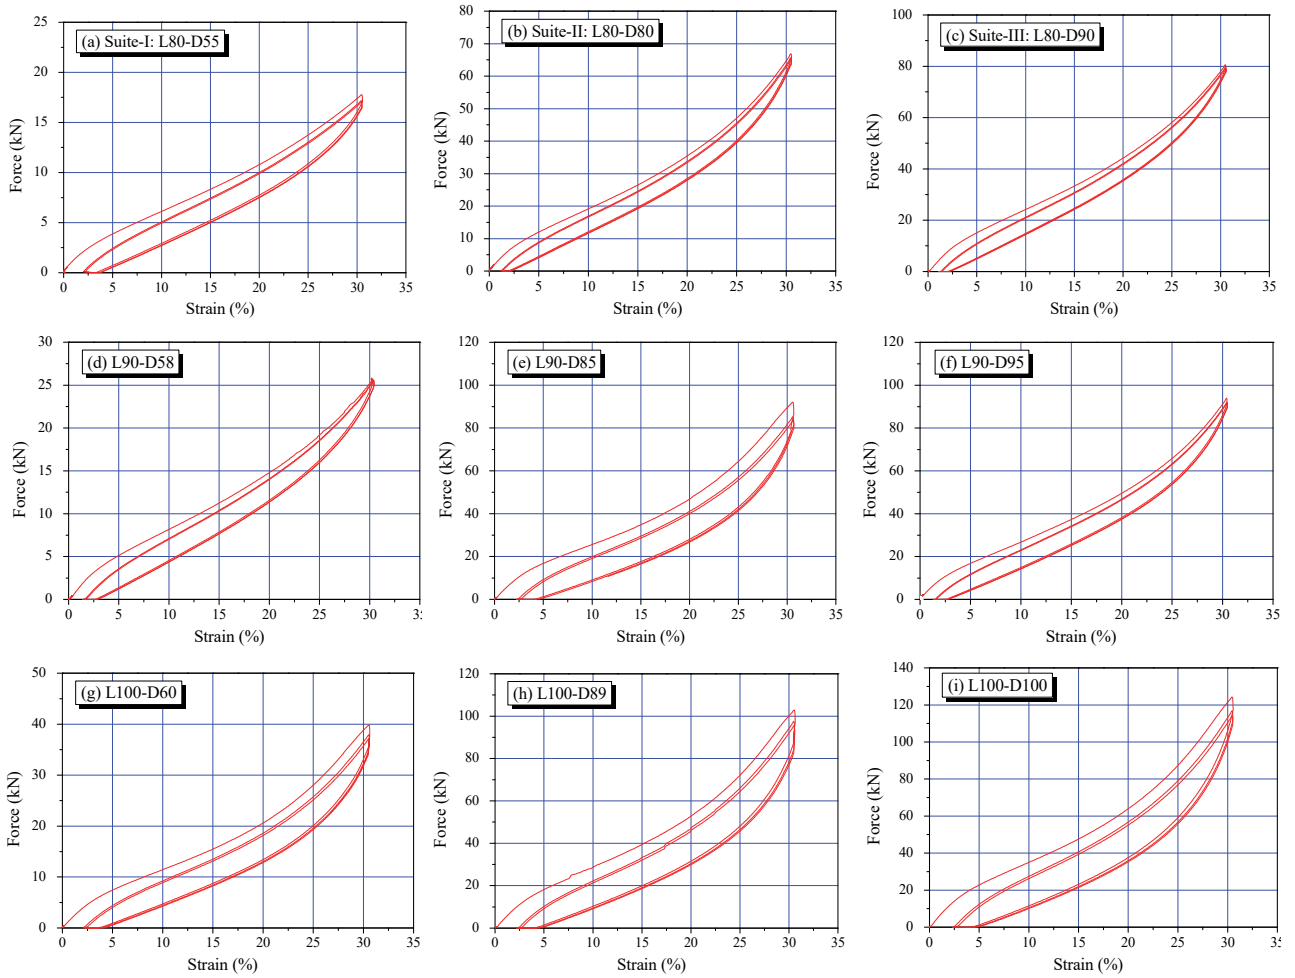 25
20
15
10
5
0
Force (kN)
(a) Suite-I: L80-D55
0 5 10 15 20 25 30 35
Strain (%)
80
70
60
50
40
30
20
10
0
Force (kN)
(b) Suite-II: L80-D80
0 5 10 15 20 25 30 35
Strain (%)
100
80
60
40
20
0
Force (kN)
(c) Suite-III: L80-D90
0 5 10 15 20 25 30 35
Strain (%)
30
25
20
15
10
5
0
Force (kN)
(d) L90-D58
0 5 10 15 20 25 30 35
Strain (%)
120
100
80
60
40
20
0
Force (kN)
(e) L90-D85
0 5 10 15 20 25 30 35
Strain (%)
120
100
80
60
40
20
0
Force (kN)
(f) L90-D95
0 5 10 15 20 25 30 35
Strain (%)
50
40
30
20
10
0
Force (kN)
(g) L100-D60
0 5 10 15 20 25 30 35
Strain (%)
120
100
80
60
40
20
0
Force (kN)
(h) L100-D89
0 5 10 15 20 25 30 35
Strain (%)
140
120
100
80
60
40
20
0
Force (kN)
(i) L100-D100
0 5 10 15 20 25 30 35
Strain (%)